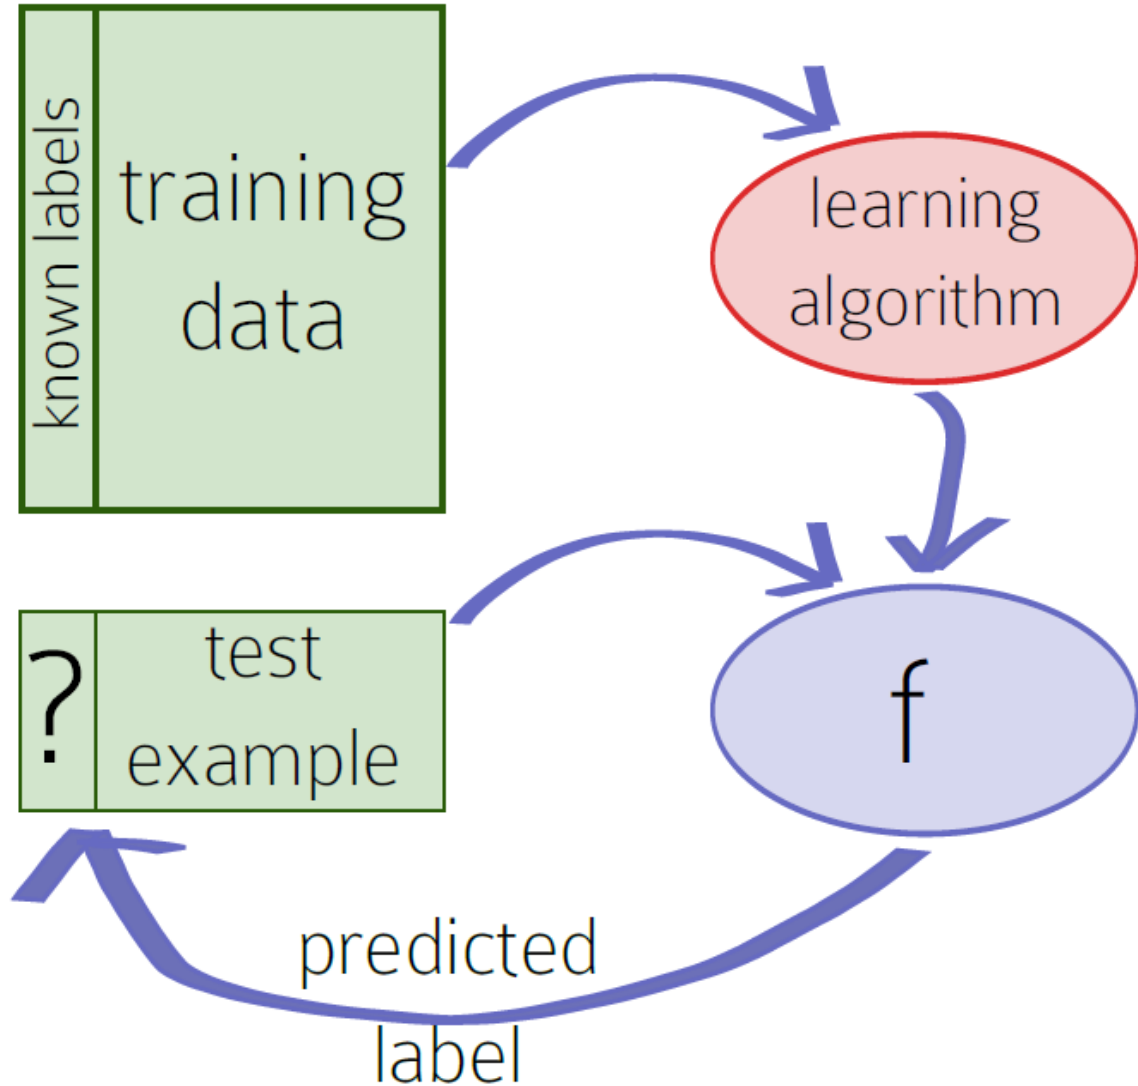 known labels
training
data
learning
algorithm
?
test
example
f
predicted
label